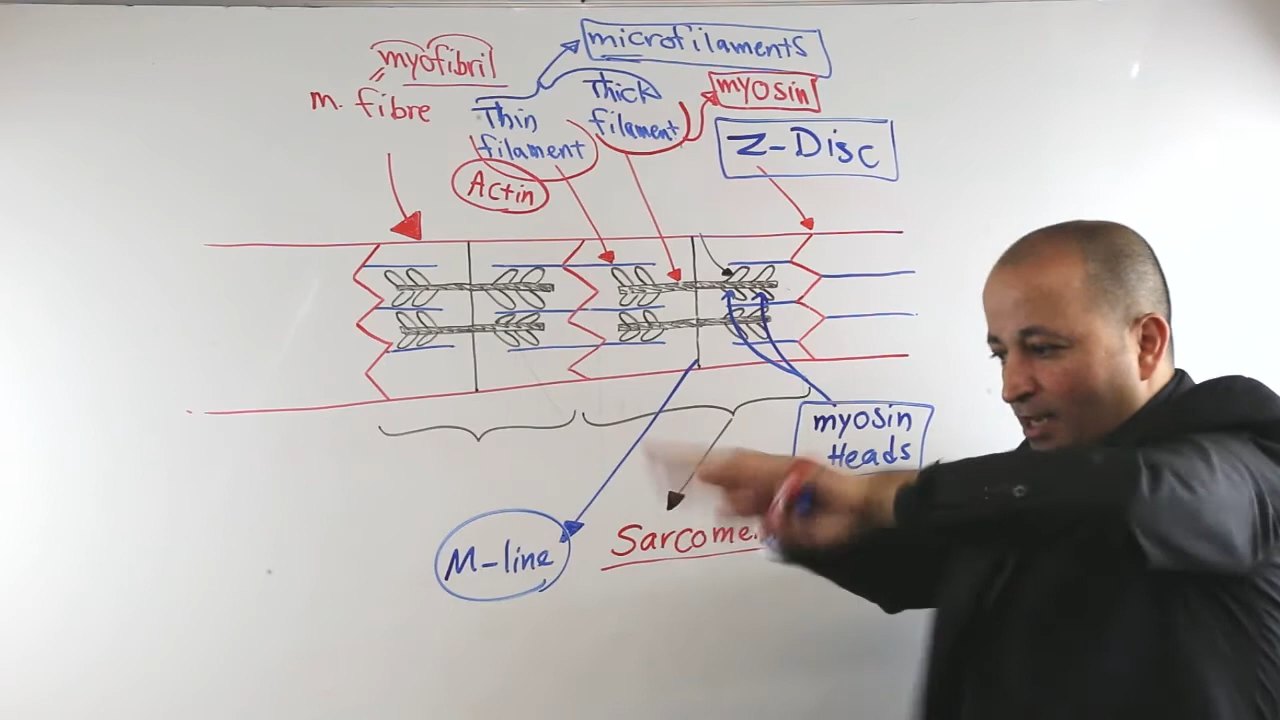 myofibril
m. fibre
microfilaments
Thin
filament
Actin
Thick
filament
myosin
Z-Disc
myosin
Heads
M-line
Sarcome